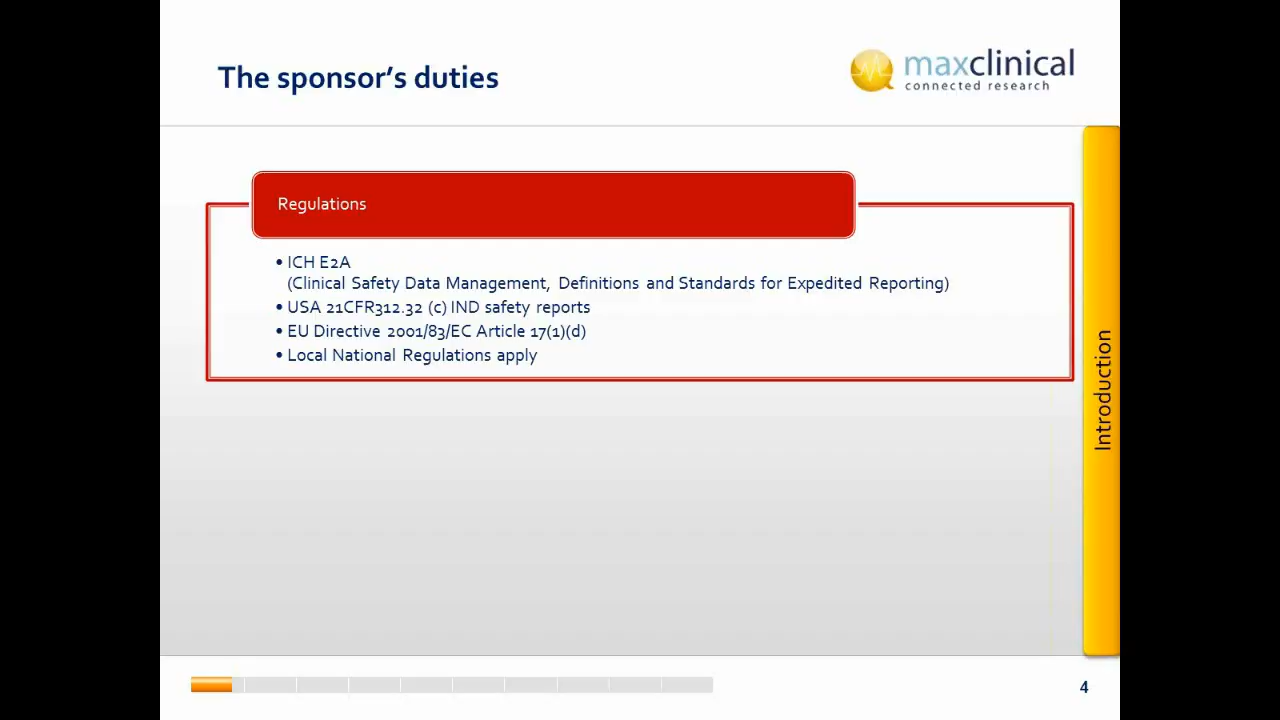 The sponsor's duties
maxclinical
connected research
Regulations
• ICH E2A
(Clinical Safety Data Management, Definitions and Standards for Expedited Reporting)
• USA 21CFR312.32 (c) IND safety reports
• EU Directive 2001/83/EC Article 17(1)(d)
• Local National Regulations apply
Introduction
4